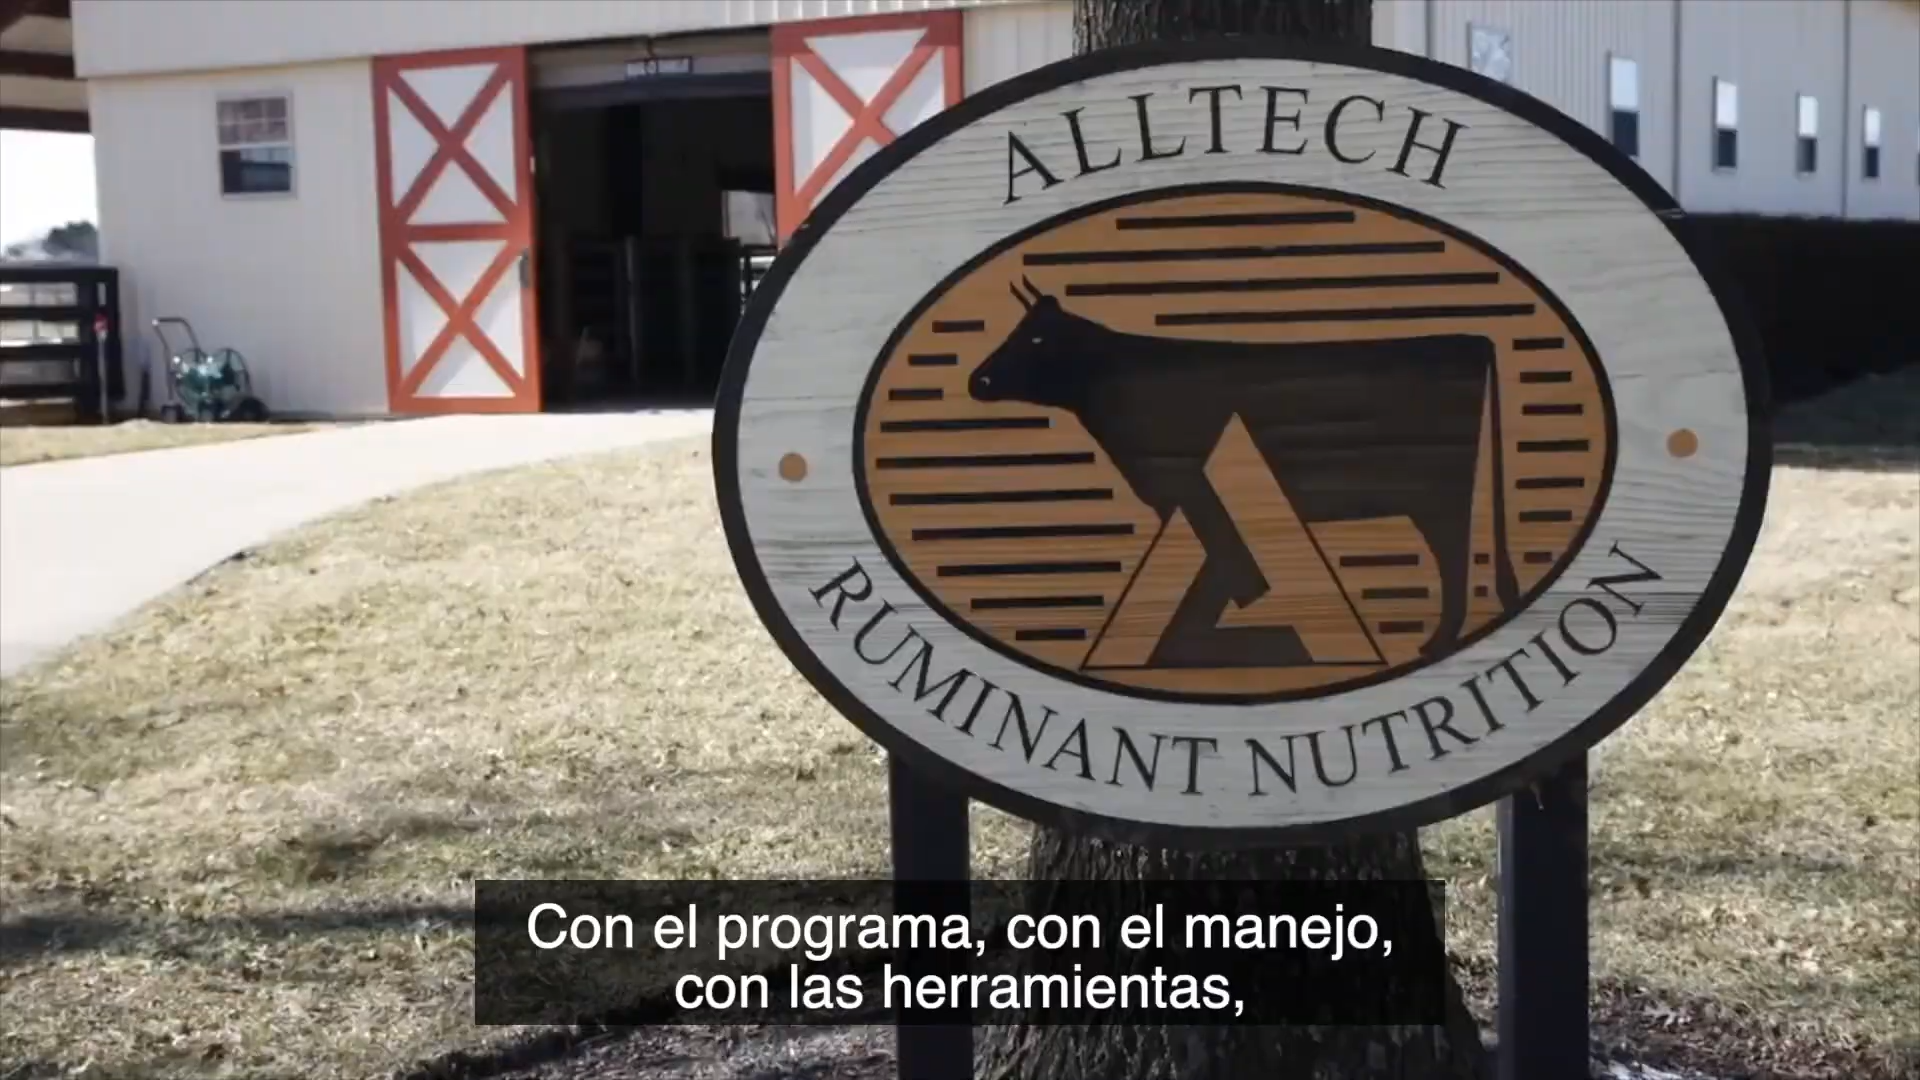 ALLTECH
RUMINANT NUTRITION
Con el programa, con el manejo,
con las herramientas,